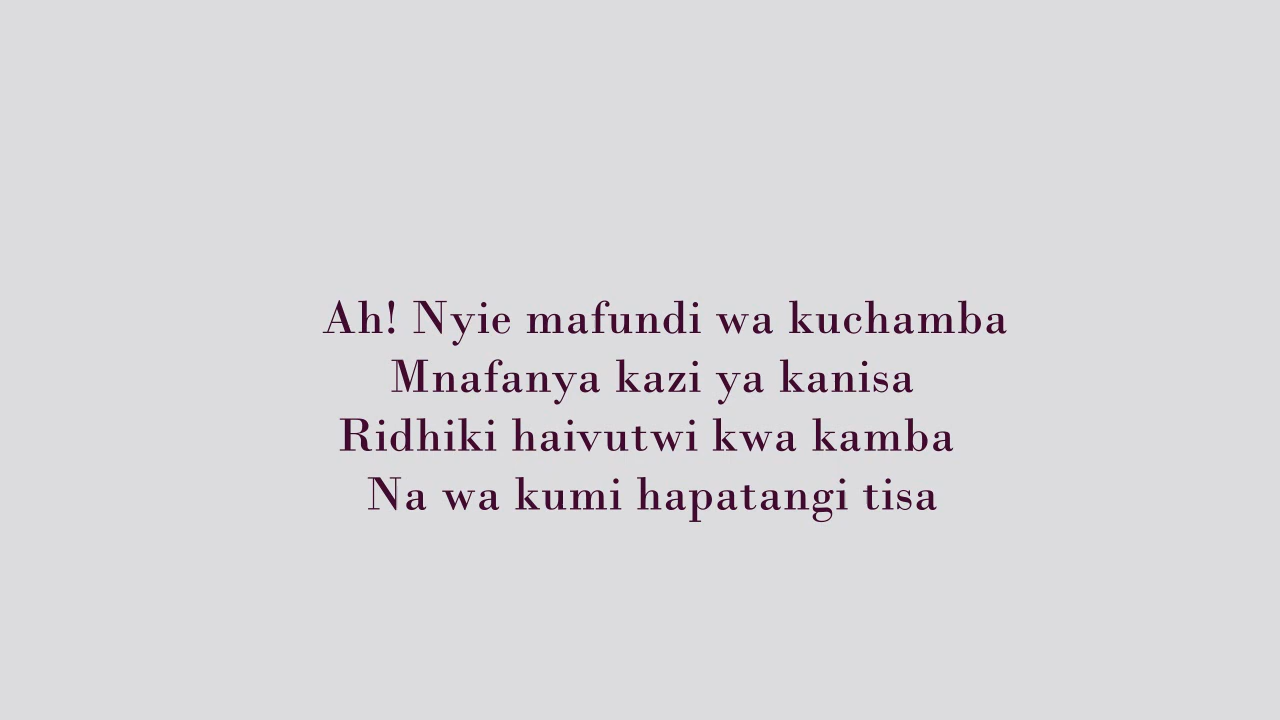 Ah! Nyie mafundi wa kuchamba
Mnafanya kazi ya kanisa
Ridhiki haivutwi kwa kamba
Na wa kumi hapatangi tisa